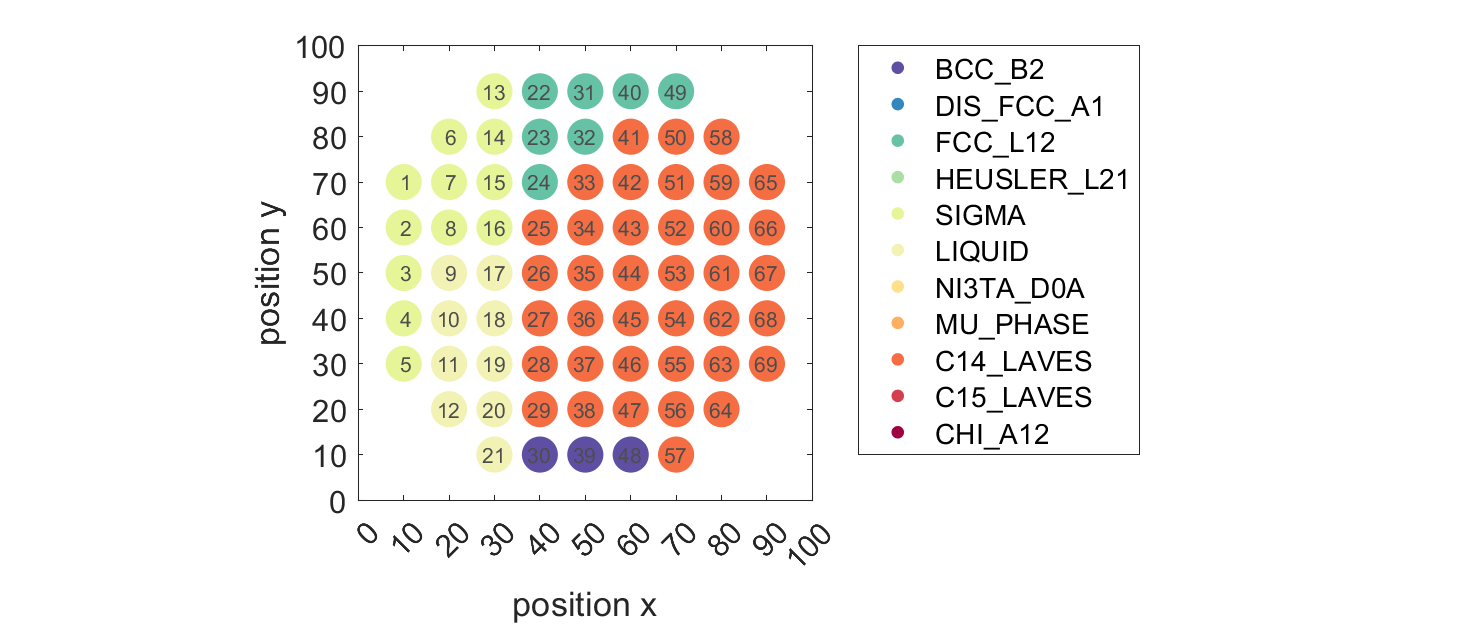 100
90
80
70
60
50
40
30
20
10
0
position y
13 22 31 40 49
6 14 23 32 41 50 58
1 7 15 24 33 42 51 59 65
2 8 16 25 34 43 52 60 66
3 9 17 26 35 44 53 61 67
4 10 18 27 36 45 54 62 68
5 11 19 28 37 46 55 63 69
12 20 29 38 47 56 64
21 30 39 48 57
0 10 20 30 40 50 60 70 80 90 100
position x
BCC_B2
DIS_FCC_A1
FCC_L12
HEUSLER_L21
SIGMA
LIQUID
NI3TA_D0A
MU_PHASE
C14_LAVES
C15_LAVES
CHI_A12